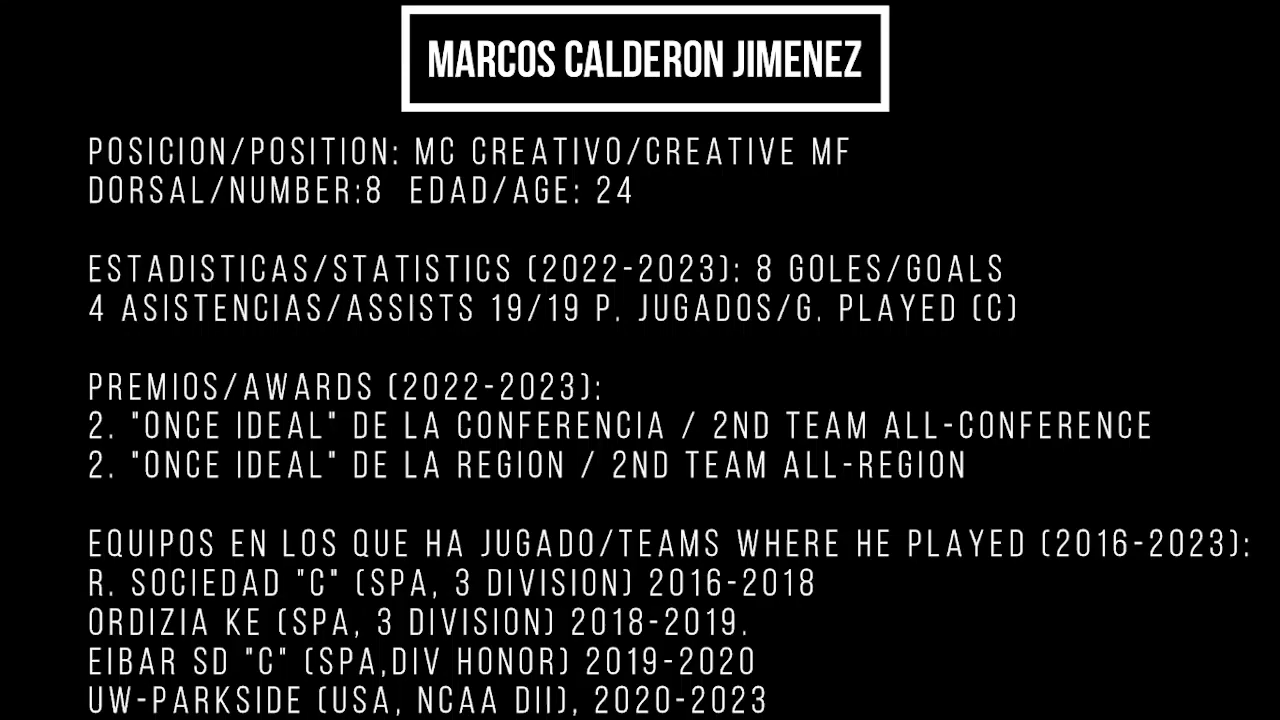 MARCOS CALDERON JIMENEZ
POSICION/POSITION: MC CREATIVO/CREATIVE MF
DORSAL/NUMBER:8 EDAD/AGE: 24
ESTADISTICAS/STATISTICS (2022-2023): 8 GOLES/GOALS
4 ASISTENCIAS/ASSISTS 19/19 P. JUGADOS/G. PLAYED (C)
PREMIOS/AWARDS (2022-2023):
2. "ONCE IDEAL" DE LA CONFERENCIA / 2ND TEAM ALL-CONFERENCE
2. "ONCE IDEAL" DE LA REGION / 2ND TEAM ALL-REGION
EQUIPOS EN LOS QUE HA JUGADO/TEAMS WHERE HE PLAYED (2016-2023):
R. SOCIEDAD "C" (SPA, 3 DIVISION) 2016-2018
ORDIZIA KE (SPA, 3 DIVISION) 2018-2019.
EIBAR SD "C" (SPA,DIV HONOR) 2019-2020
UW-PARKSIDE (USA, NCAA DII), 2020-2023